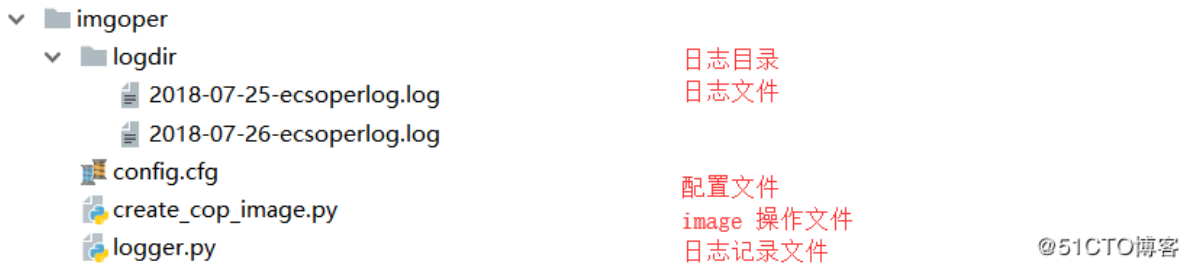 imgoper
logdir 日志目录
2018-07-25-ecsoperlog.log 日志文件
2018-07-26-ecsoperlog.log
config.cfg 配置文件
create_cop_image.py image 操作文件
logger.py 日志记录文件
@51CTO博客